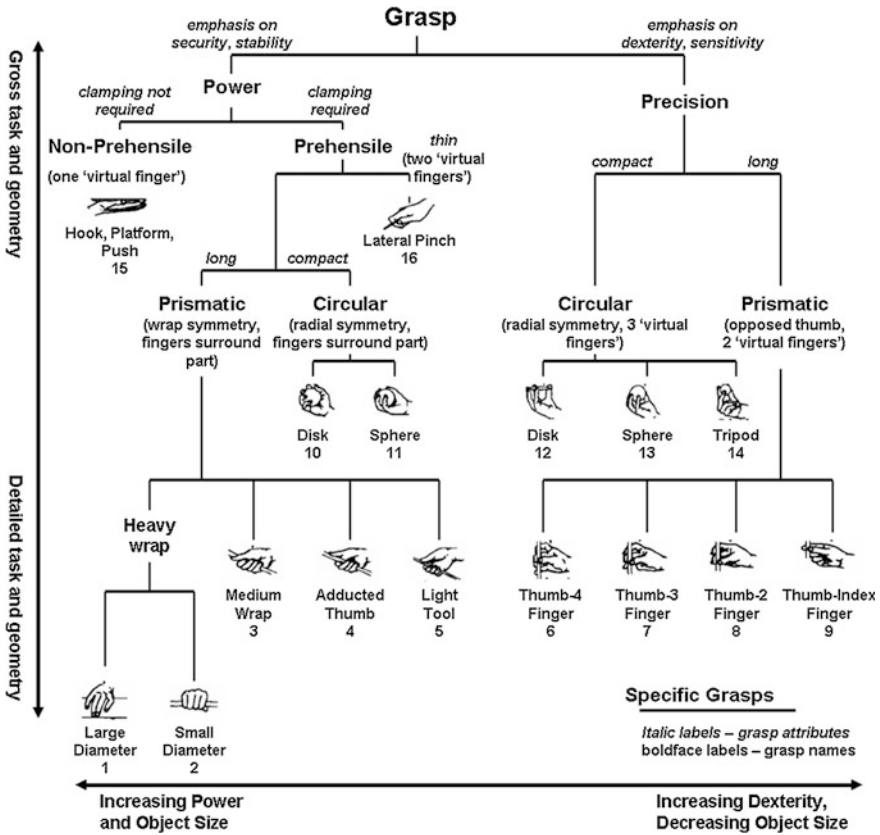 Grasp
emphasis on
security, stability
emphasis on
dexterity, sensitivity
Power
Precision
clamping not
required
clamping
required
Non-Prehensile
(one ‘virtual finger’)
Hook, Platform,
Push
15
Prehensile
thin
(two ‘virtual
fingers’)
Lateral Pinch
16
compact
long
long
compact
Prismatic
(wrap symmetry,
fingers surround
part)
Circular
(radial symmetry,
fingers surround part)
Circular
(radial symmetry, 3 ‘virtual
fingers’)
Prismatic
(opposed thumb,
2 ‘virtual fingers’)
Disk
10
Sphere
11
Disk
12
Sphere
13
Tripod
14
Heavy
wrap
Medium
Wrap
3
Adducted
Thumb
4
Light
Tool
5
Thumb-4
Finger
6
Thumb-3
Finger
7
Thumb-2
Finger
8
Thumb-Index
Finger
9
Large
Diameter
1
Small
Diameter
2
Specific Grasps
Italic labels – grasp attributes
boldface labels – grasp names
Gross task and geometry
Detailed task and geometry
Increasing Power
and Object Size
Increasing Dexterity,
Decreasing Object Size